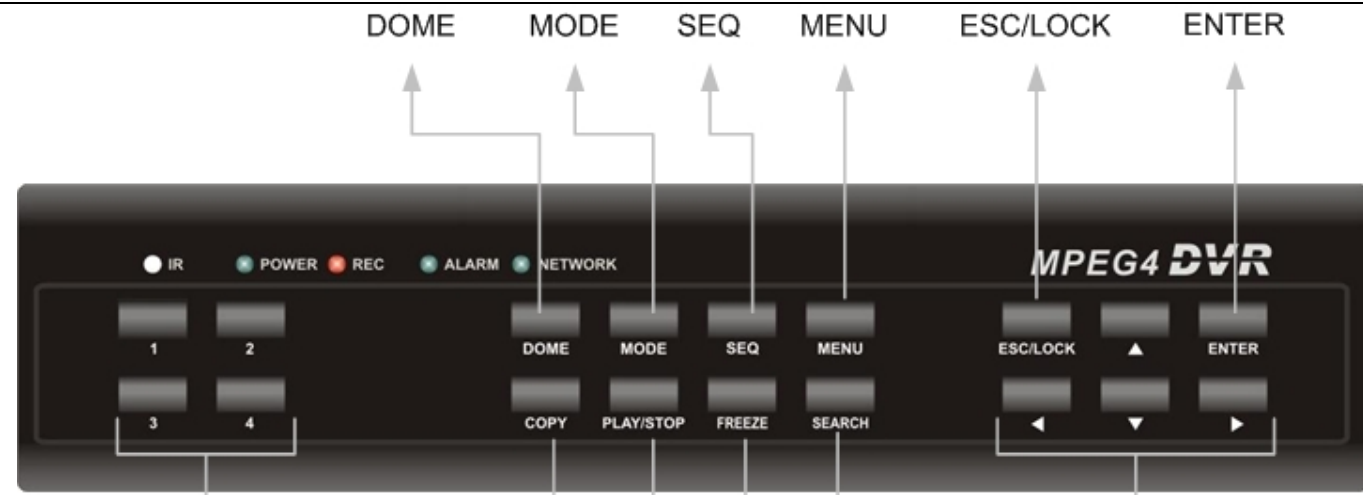 DOME MODE SEQ MENU ESC/LOCK ENTER
IR POWER REC ALARM NETWORK
MPEG4 DVR
1 2 DOME MODE SEQ MENU ESC/LOCK ▲ ENTER
3 4 COPY PLAY/STOP FREEZE SEARCH ◀ ▼ ▶